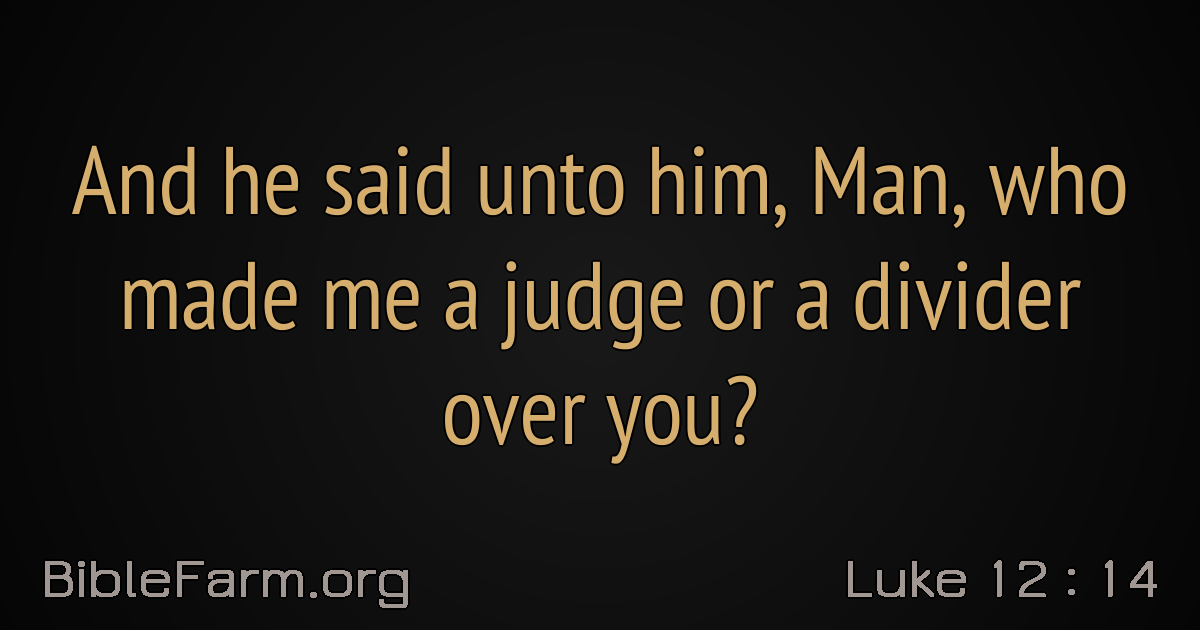 And he said unto him, Man, who
made me a judge or a divider
over you?
BibleFarm.org
Luke 12 : 14